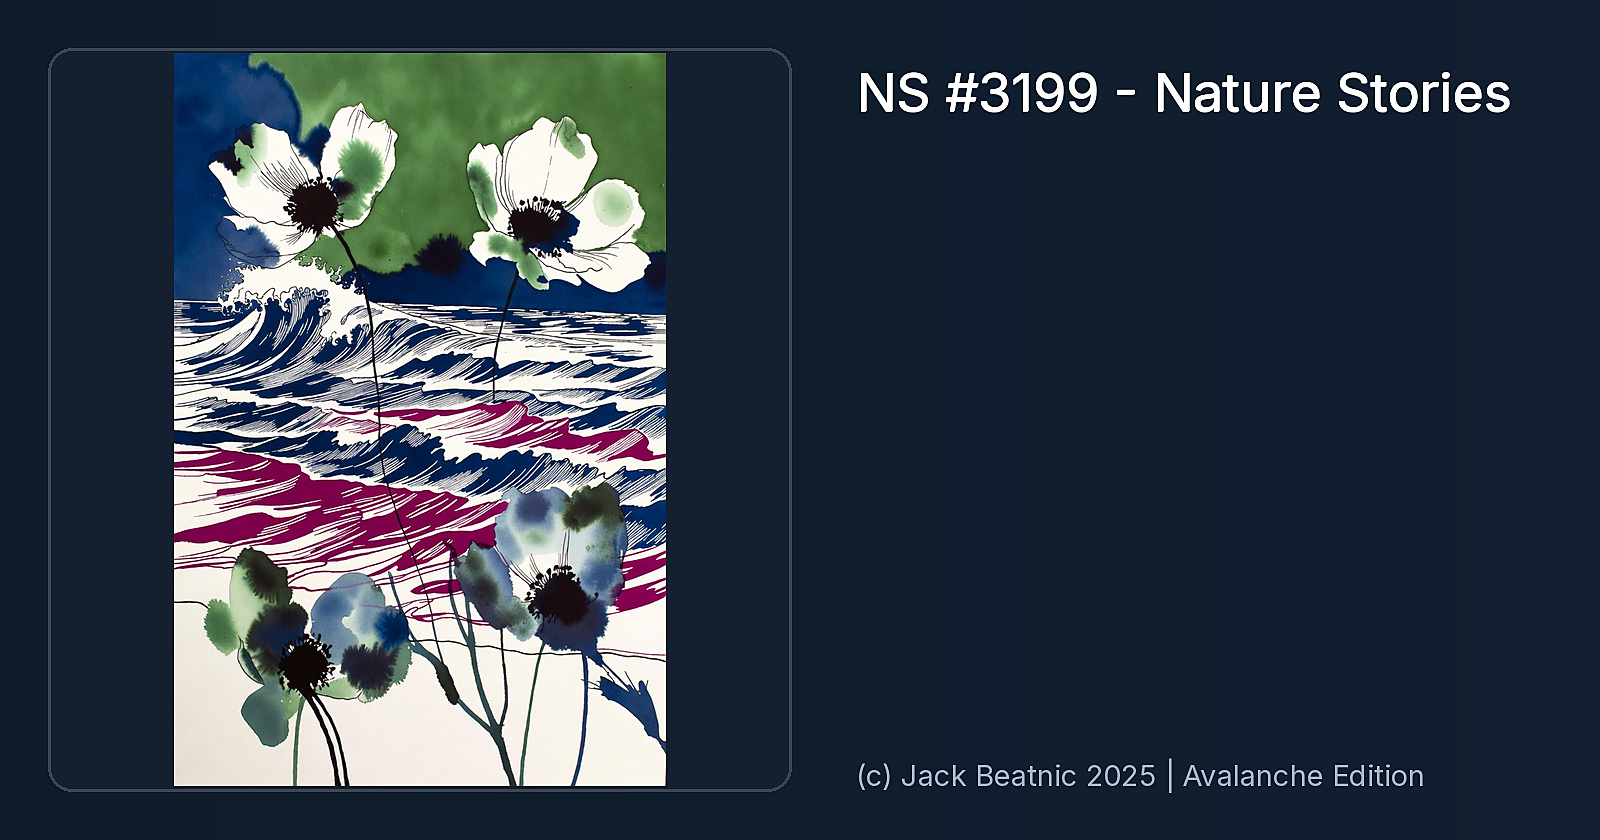 NS #3199 - Nature Stories
(c) Jack Beatnic 2025 | Avalanche Edition